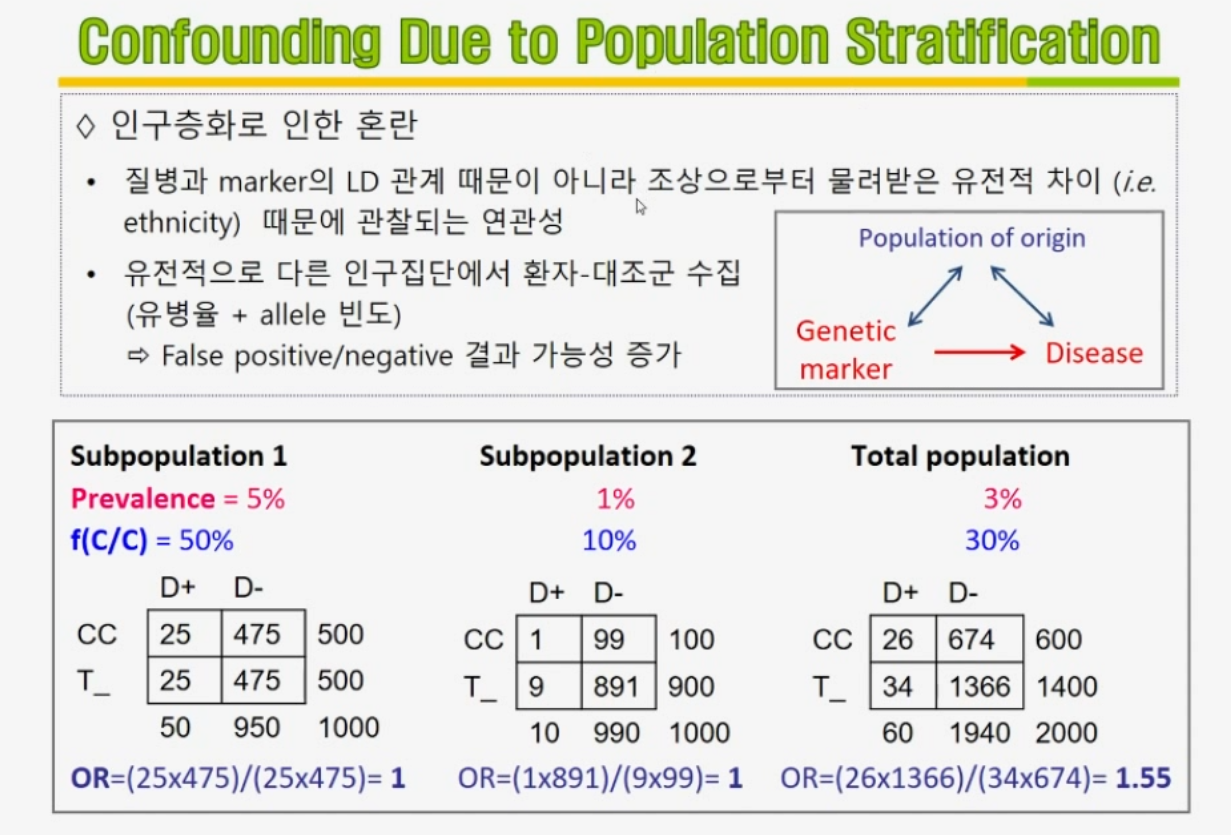 Confounding Due to Population Stratification
◊ 인구층화로 인한 혼란
• 질병과 marker의 LD 관계 때문이 아니라 조상으로부터 물려받은 유전적 차이 (i.e.
ethnicity) 때문에 관찰되는 연관성
• 유전적으로 다른 인구집단에서 환자-대조군 수집
(유병율 + allele 빈도)
⇨ False positive/negative 결과 가능성 증가
Population of origin
Genetic
marker
Disease
Subpopulation 1
Prevalence = 5%
f(C/C) = 50%
D+ D-
CC 25 475 500
T_ 25 475 500
50 950 1000
OR=(25x475)/(25x475)= 1
Subpopulation 2
1%
10%
D+ D-
CC 1 99 100
T_ 9 891 900
10 990 1000
OR=(1x891)/(9x99)= 1
Total population
3%
30%
D+ D-
CC 26 674 600
T_ 34 1366 1400
60 1940 2000
OR=(26x1366)/(34x674)= 1.55